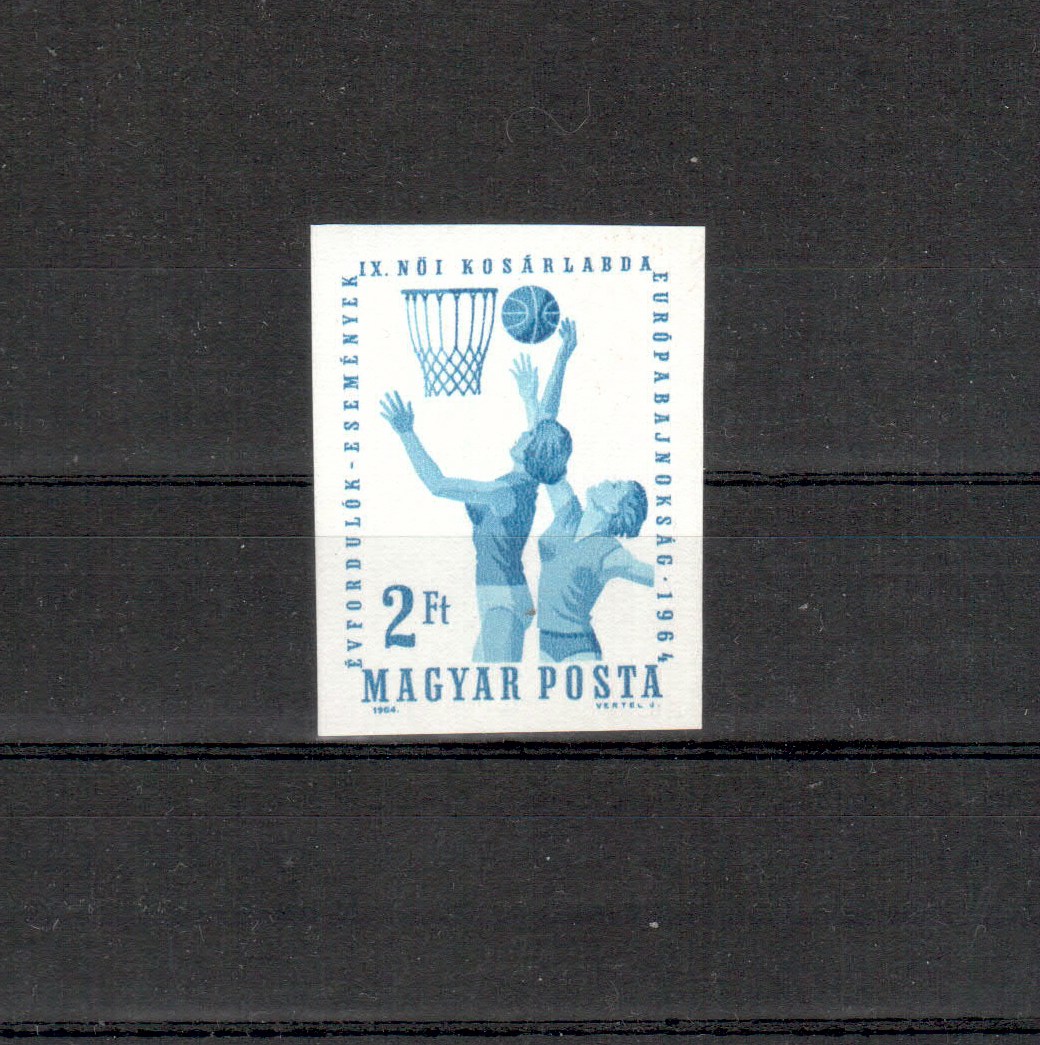 IX. NŐI KOSÁRLABDA
EURÓPABAJNOKSÁG · 1964
ÉVFORDULÓK - ESEMÉNYEK
2 Ft
MAGYAR POSTA
1964.
VERTEL J.